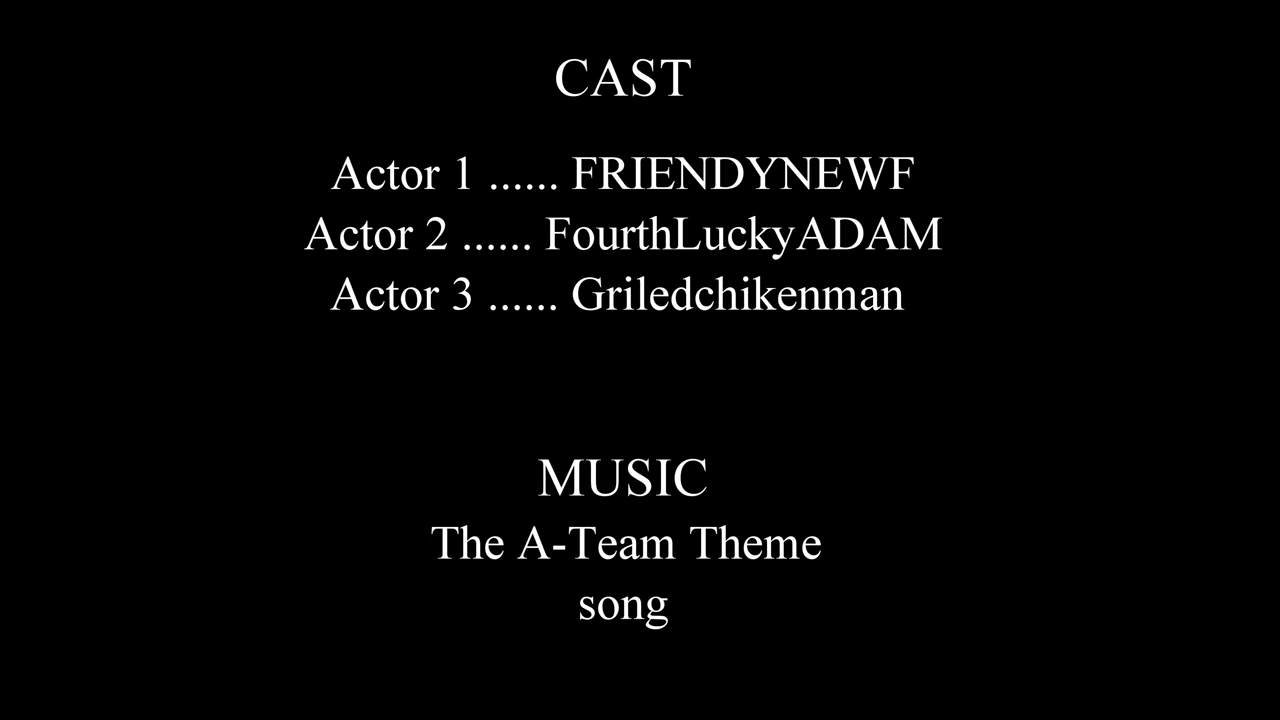 CAST
Actor 1 ...... FRIENDYNEWF
Actor 2 ...... FourthLuckyADAM
Actor 3 ...... Griledchikenman
MUSIC
The A-Team Theme
song